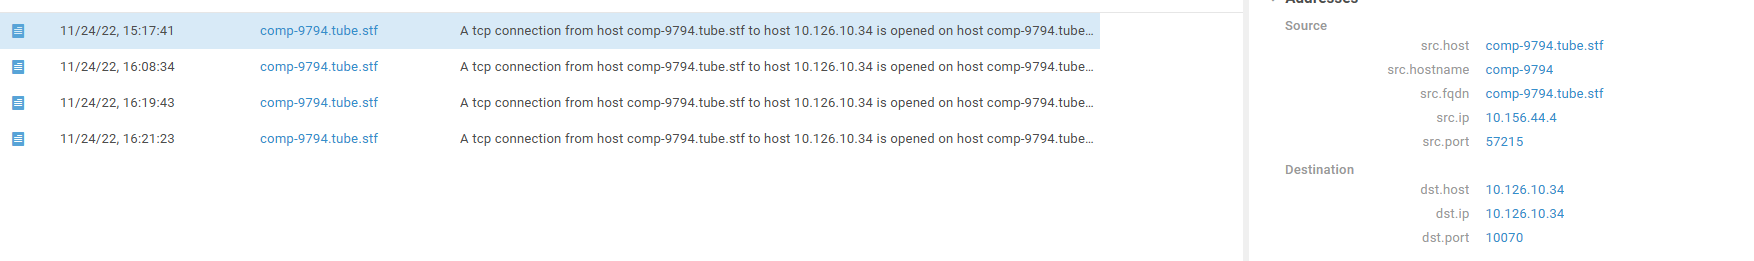 11/24/22, 15:17:41 comp-9794.tube.stf A tcp connection from host comp-9794.tube.stf to host 10.126.10.34 is opened on host comp-9794.tube…
11/24/22, 16:08:34 comp-9794.tube.stf A tcp connection from host comp-9794.tube.stf to host 10.126.10.34 is opened on host comp-9794.tube…
11/24/22, 16:19:43 comp-9794.tube.stf A tcp connection from host comp-9794.tube.stf to host 10.126.10.34 is opened on host comp-9794.tube…
11/24/22, 16:21:23 comp-9794.tube.stf A tcp connection from host comp-9794.tube.stf to host 10.126.10.34 is opened on host comp-9794.tube…
Addresses
Source
src.host comp-9794.tube.stf
src.hostname comp-9794
src.fqdn comp-9794.tube.stf
src.ip 10.156.44.4
src.port 57215
Destination
dst.host 10.126.10.34
dst.ip 10.126.10.34
dst.port 10070